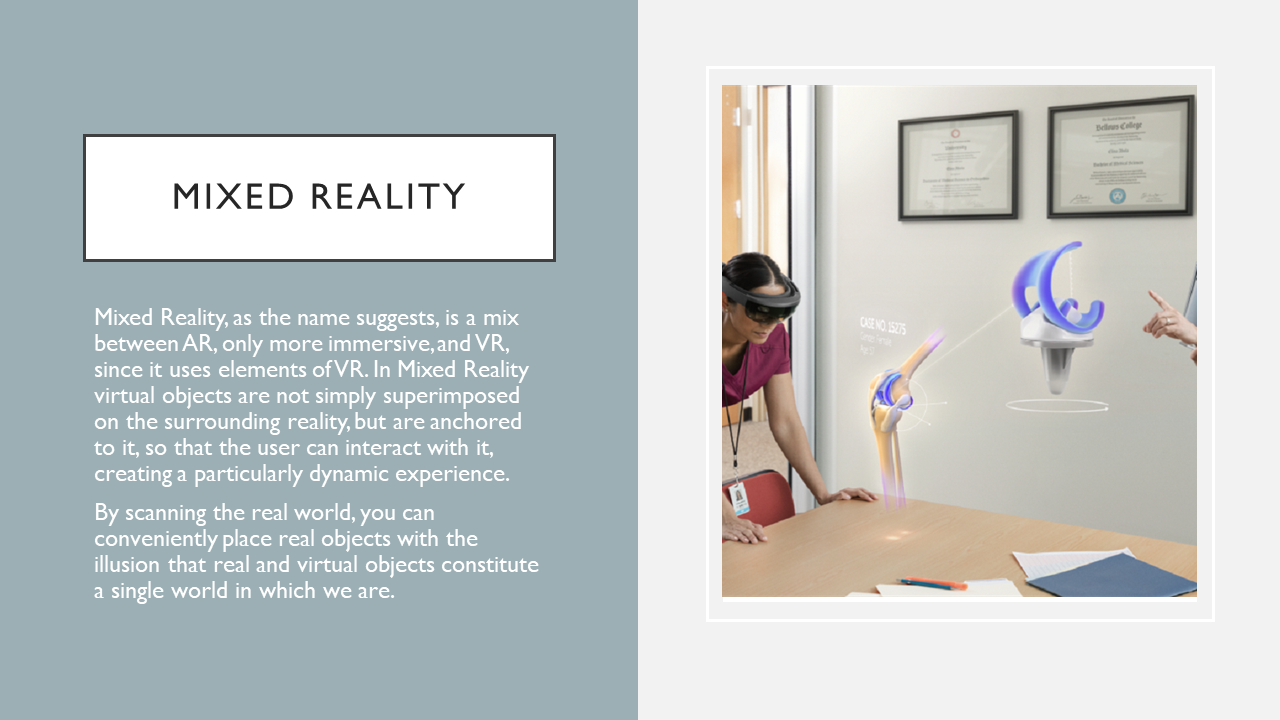 MIXED REALITY
Mixed Reality, as the name suggests, is a mix
between AR, only more immersive, and VR,
since it uses elements of VR. In Mixed Reality
virtual objects are not simply superimposed
on the surrounding reality, but are anchored
to it, so that the user can interact with it,
creating a particularly dynamic experience.
By scanning the real world, you can
conveniently place real objects with the
illusion that real and virtual objects constitute
a single world in which we are.
Bellows College
CASE NO. 15275